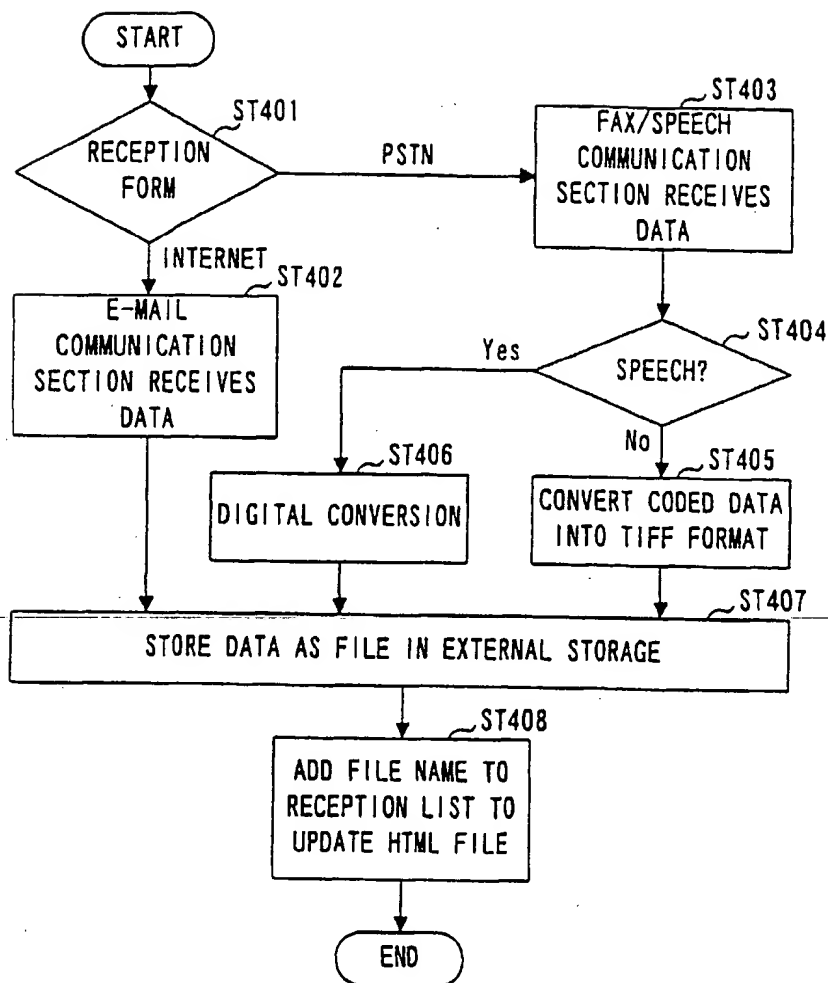 START
ST401
RECEPTION
FORM
PSTN
ST403
FAX/SPEECH
COMMUNICATION
SECTION RECEIVES
DATA
INTERNET
ST402
E-MAIL
COMMUNICATION
SECTION RECEIVES
DATA
ST404
SPEECH?
Yes
No
ST406
DIGITAL CONVERSION
ST405
CONVERT CODED DATA
INTO TIFF FORMAT
ST407
STORE DATA AS FILE IN EXTERNAL STORAGE
ST408
ADD FILE NAME TO
RECEPTION LIST TO
UPDATE HTML FILE
END